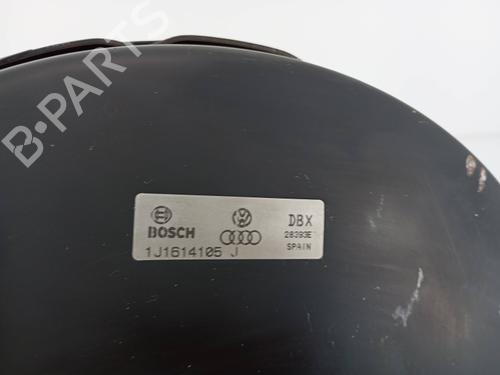 B-PARTS
BOSCH
DBX
28393E
1J1614105 J
SPAIN